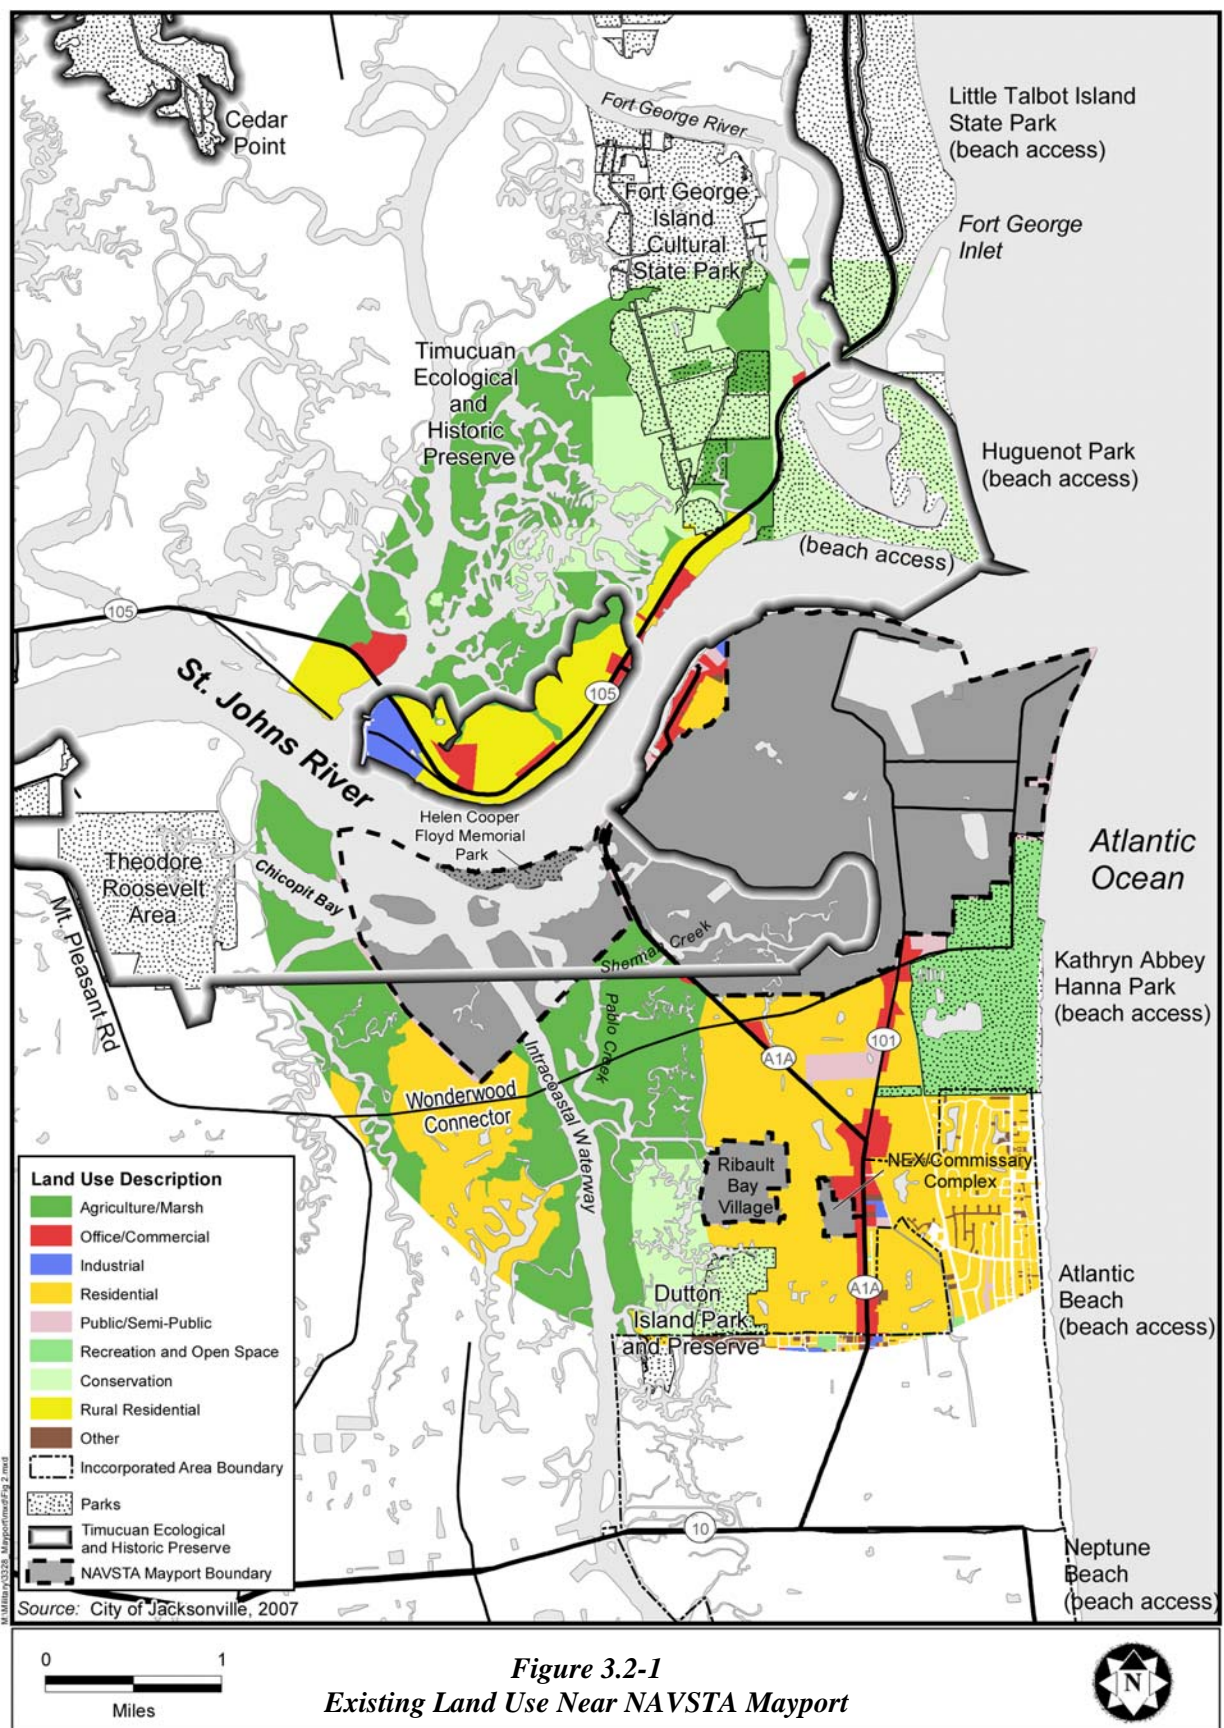 Cedar
Point
Fort George River
Little Talbot Island
State Park
(beach access)
Fort George
Island
Cultural
State Park
Fort George
Inlet
Timucuan
Ecological
and
Historic
Preserve
Huguenot Park
(beach access)
(beach access)
105
St. Johns River
105
Helen Cooper
Floyd Memorial
Park
Theodore
Roosevelt
Area
Chicopit Bay
Atlantic
Ocean
Mt. Pleasant Rd
Sherman Creek
Kathryn Abbey
Hanna Park
(beach access)
Pablo Creek
Intracoastal Waterway
A1A
101
Wonderwood
Connector
Ribault
Bay
Village
NEX/Commissary
Complex
A1A
Dutton
Island Park
and Preserve
Atlantic
Beach
(beach access)
10
Neptune
Beach
(beach access)
Land Use Description
Agriculture/Marsh
Office/Commercial
Industrial
Residential
Public/Semi-Public
Recreation and Open Space
Conservation
Rural Residential
Other
Inccorporated Area Boundary
Parks
Timucuan Ecological
and Historic Preserve
NAVSTA Mayport Boundary
Source: City of Jacksonville, 2007
0 1
Miles
Figure 3.2-1
Existing Land Use Near NAVSTA Mayport
N